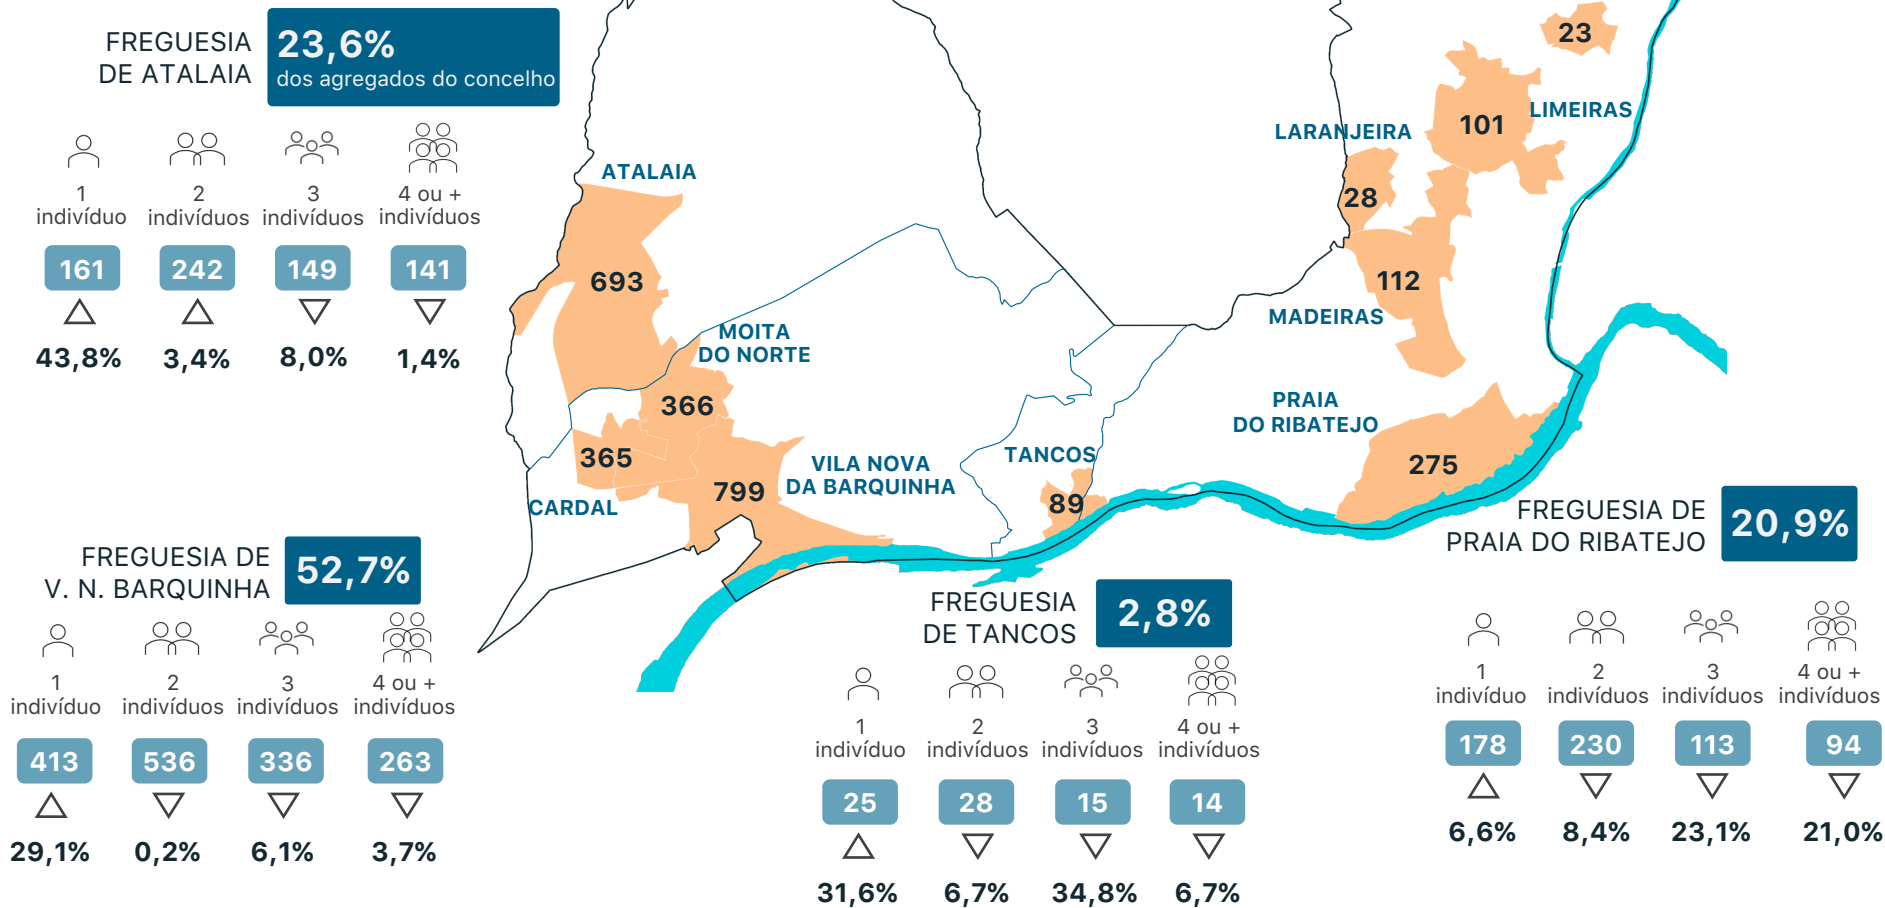 FREGUESIA
DE ATALAIA
23,6%
dos agregados do concelho
1
indivíduo
2
indivíduos
3
indivíduos
4 ou +
indivíduos
161
242
149
141
43,8%
3,4%
8,0%
1,4%
ATALAIA
693
MOITA
DO NORTE
366
365
CARDAL
799
VILA NOVA
DA BARQUINHA
TANCOS
89
23
LIMEIRAS
101
LARANJEIRA
28
112
MADEIRAS
PRAIA
DO RIBATEJO
275
FREGUESIA DE
V. N. BARQUINHA
52,7%
1
indivíduo
2
indivíduos
3
indivíduos
4 ou +
indivíduos
413
536
336
263
29,1%
0,2%
6,1%
3,7%
FREGUESIA
DE TANCOS
2,8%
1
indivíduo
2
indivíduos
3
indivíduos
4 ou +
indivíduos
25
28
15
14
31,6%
6,7%
34,8%
6,7%
FREGUESIA DE
PRAIA DO RIBATEJO
20,9%
1
indivíduo
2
indivíduos
3
indivíduos
4 ou +
indivíduos
178
230
113
94
6,6%
8,4%
23,1%
21,0%